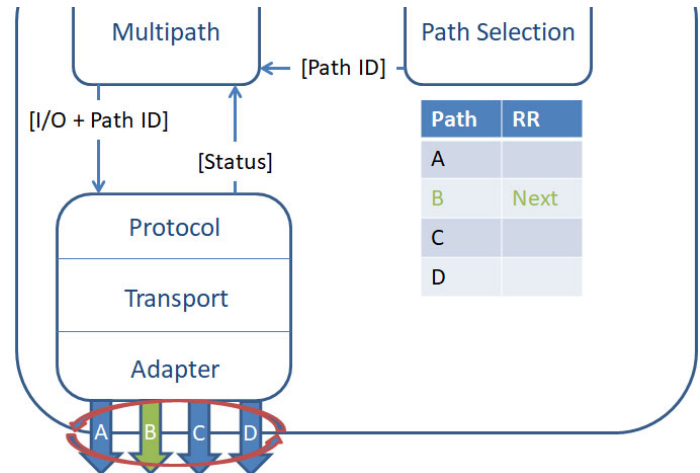 Multipath
Path Selection
[Path ID]
[I/O + Path ID]
[Status]
Path RR
A
B Next
C
D
Protocol
Transport
Adapter
A B C D